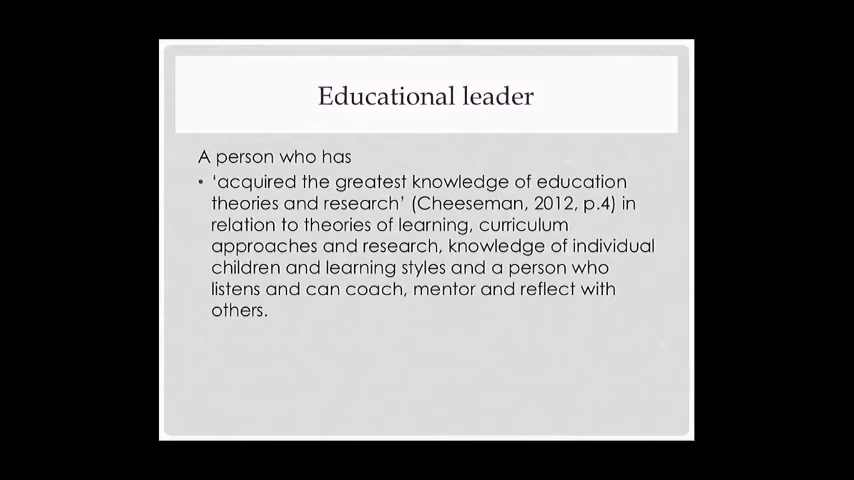 Educational leader
A person who has
• ‘acquired the greatest knowledge of education
theories and research’ (Cheeseman, 2012, p.4) in
relation to theories of learning, curriculum
approaches and research, knowledge of individual
children and learning styles and a person who
listens and can coach, mentor and reflect with
others.